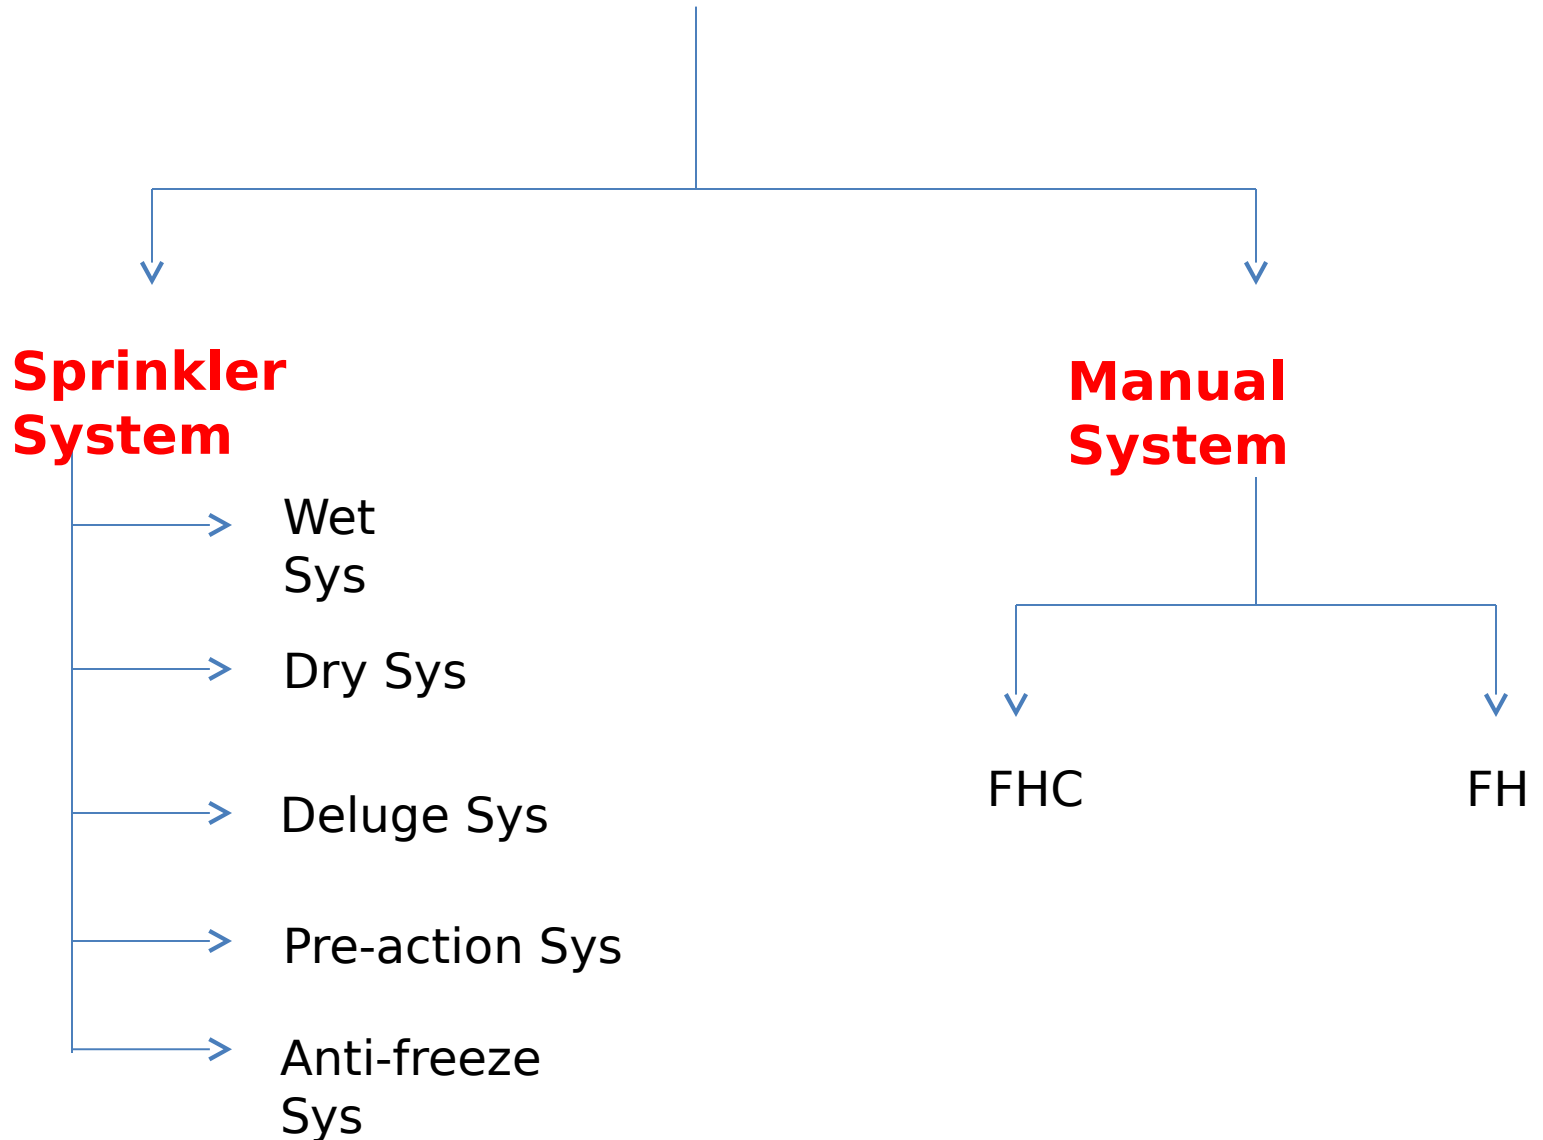 Sprinkler
System
Wet
Sys
Dry Sys
Deluge Sys
Pre-action Sys
Anti-freeze
Sys
Manual
System
FHC
FH